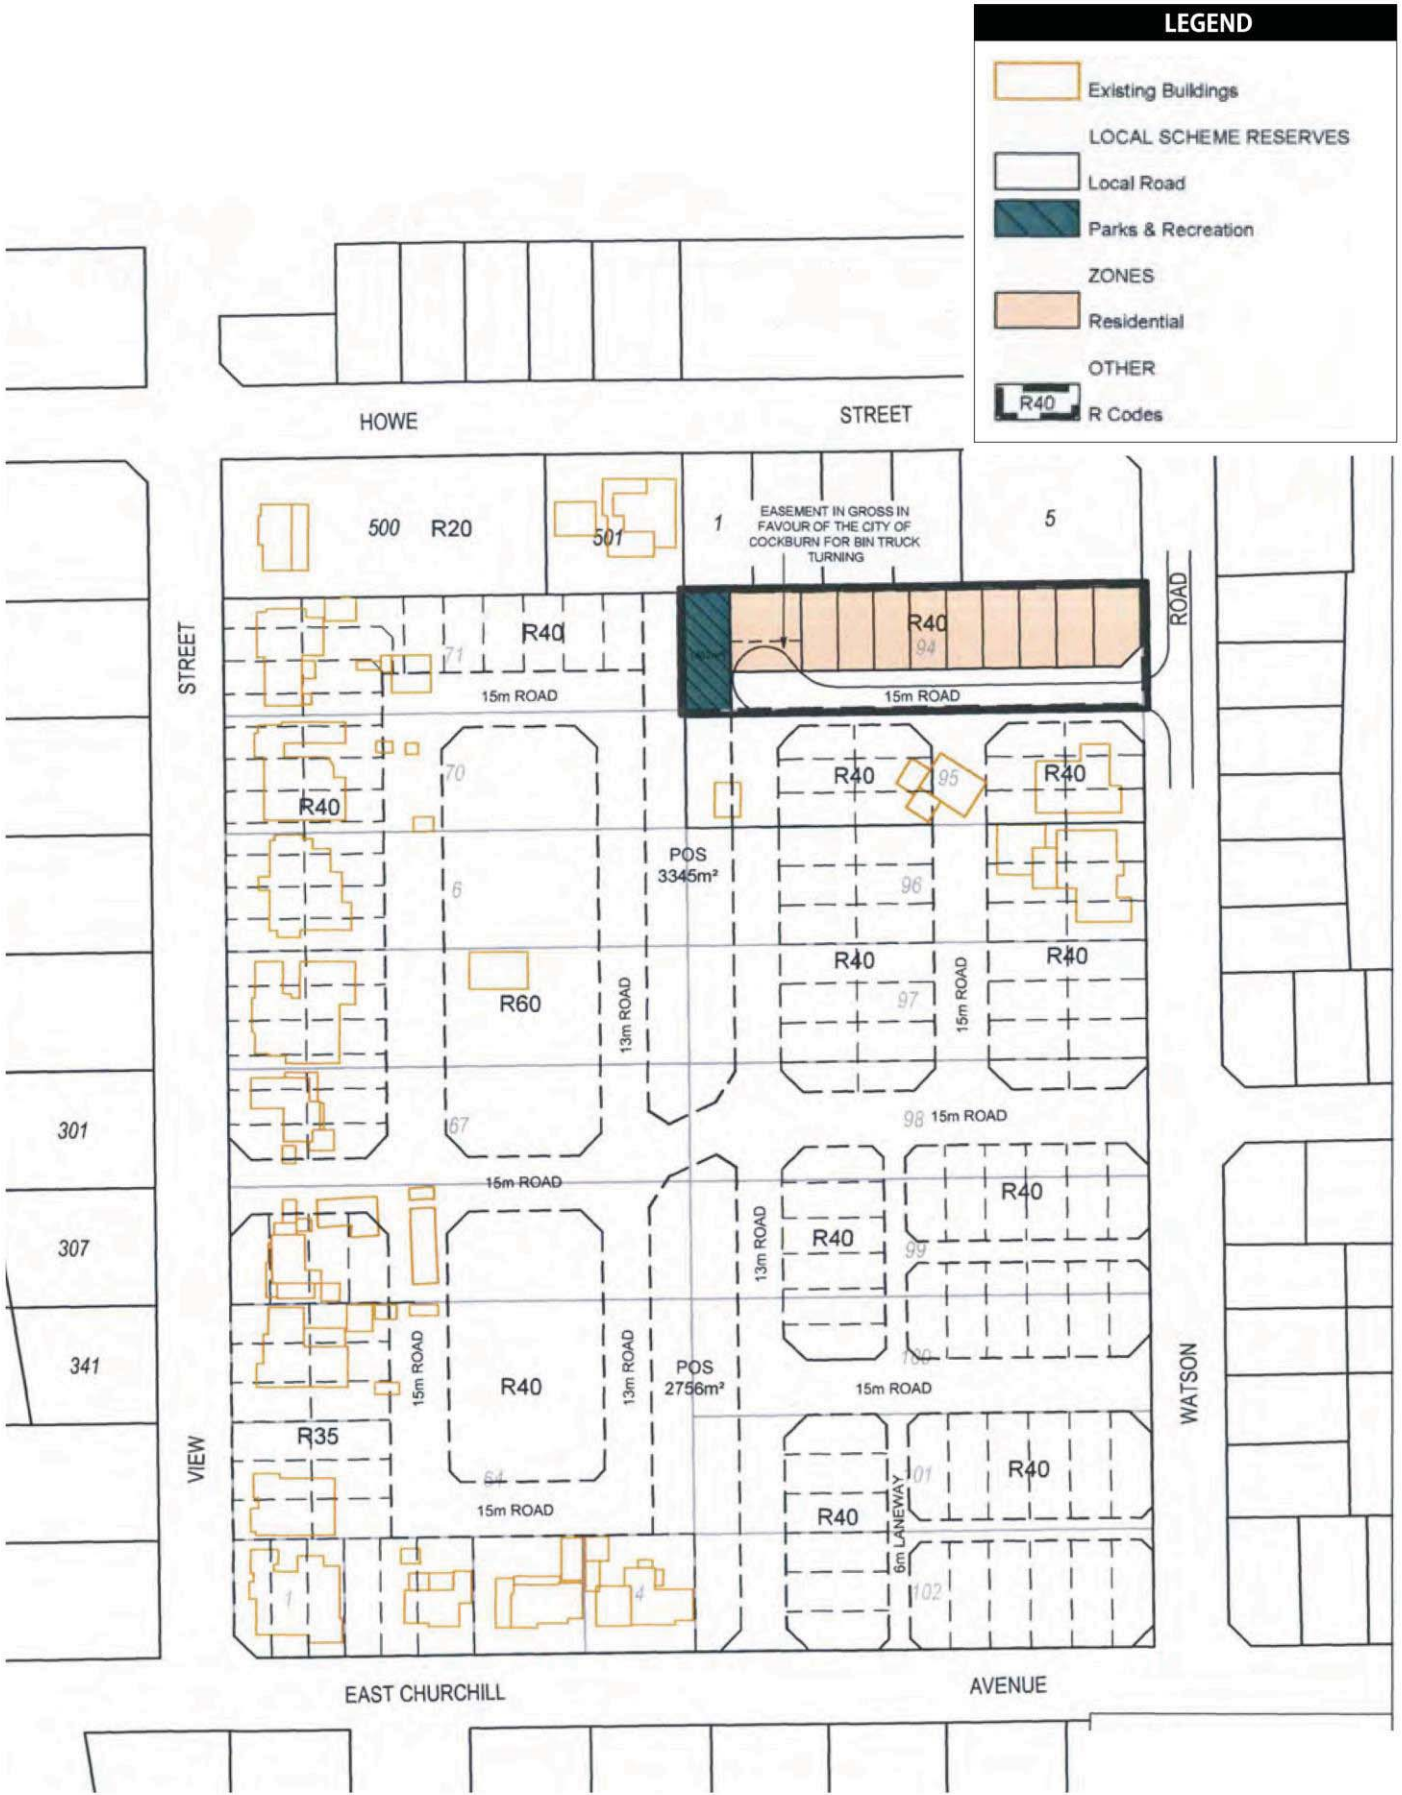 LEGEND
Existing Buildings
LOCAL SCHEME RESERVES
Local Road
Parks & Recreation
ZONES
Residential
OTHER
R40
R Codes
HOWE
STREET
500
R20
501
1
EASEMENT IN GROSS IN
FAVOUR OF THE CITY OF
COCKBURN FOR BIN TRUCK
TURNING
5
ROAD
STREET
R40
71
R40
94
15m ROAD
15m ROAD
70
R40
R40
95
R40
POS
3345m²
6
96
R40
R40
R60
97
13m ROAD
15m ROAD
67
98
15m ROAD
301
15m ROAD
R40
307
13m ROAD
R40
99
341
15m ROAD
R40
13m ROAD
POS
2756m²
100
15m ROAD
WATSON
VIEW
R35
64
15m ROAD
101
R40
R40
6m LANEWAY
1
4
102
EAST CHURCHILL
AVENUE